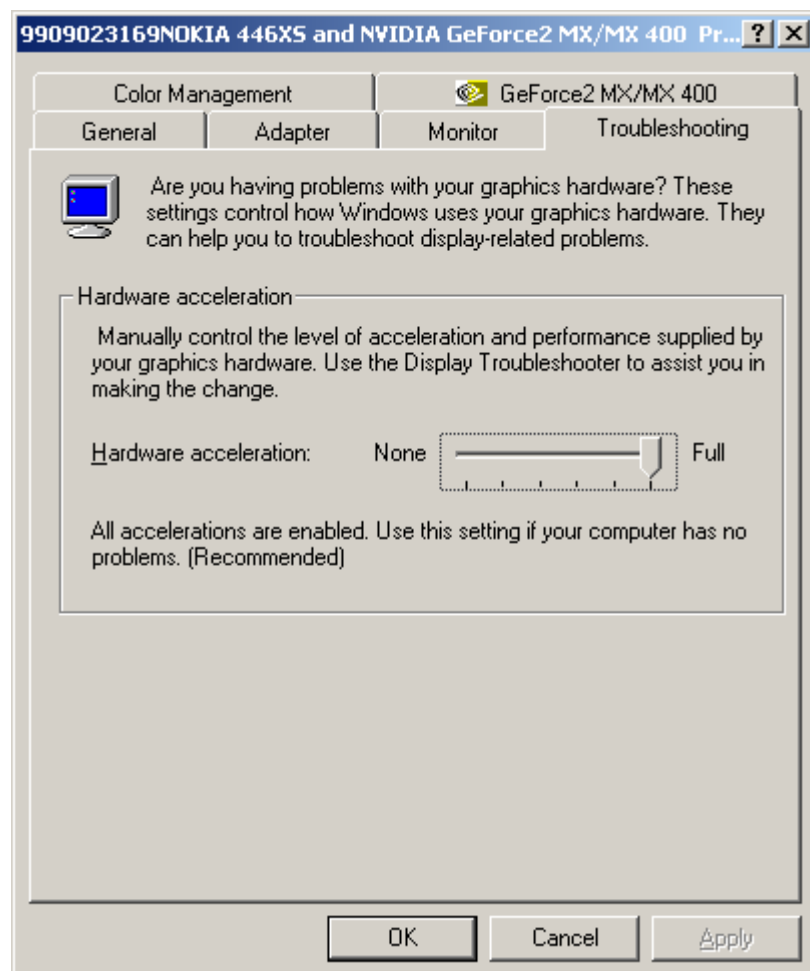 9909023169NOKIA 446XS and NVIDIA GeForce2 MX/MX 400 Pr...
Color Management
GeForce2 MX/MX 400
General
Adapter
Monitor
Troubleshooting
Are you having problems with your graphics hardware? These
settings control how Windows uses your graphics hardware. They
can help you to troubleshoot display-related problems.
Hardware acceleration
Manually control the level of acceleration and performance supplied by
your graphics hardware. Use the Display Troubleshooter to assist you in
making the change.
Hardware acceleration: None Full
All accelerations are enabled. Use this setting if your computer has no
problems. (Recommended)
OK
Cancel
Apply